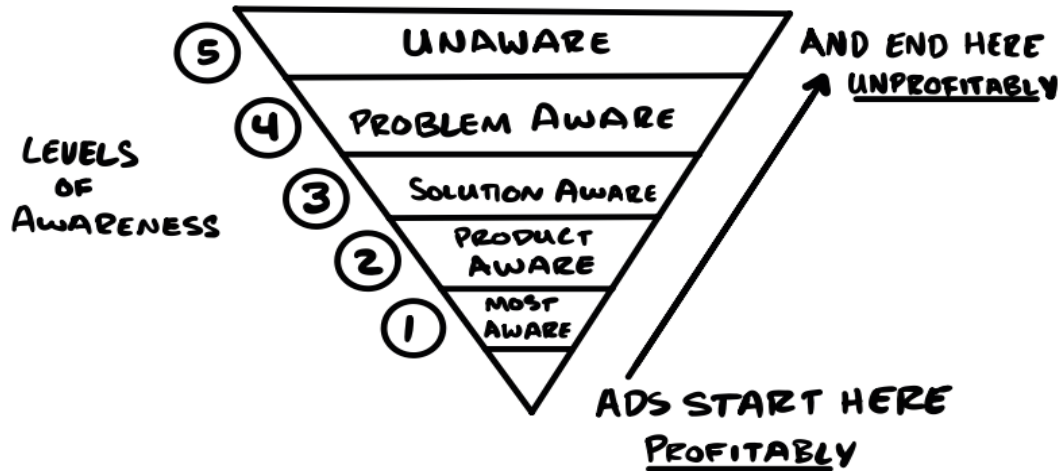 5
UNAWARE
AND END HERE
UNPROFITABLY
4
PROBLEM AWARE
LEVELS
OF
AWARENESS
3
SOLUTION AWARE
2
PRODUCT
AWARE
1
MOST
AWARE
ADS START HERE
PROFITABLY